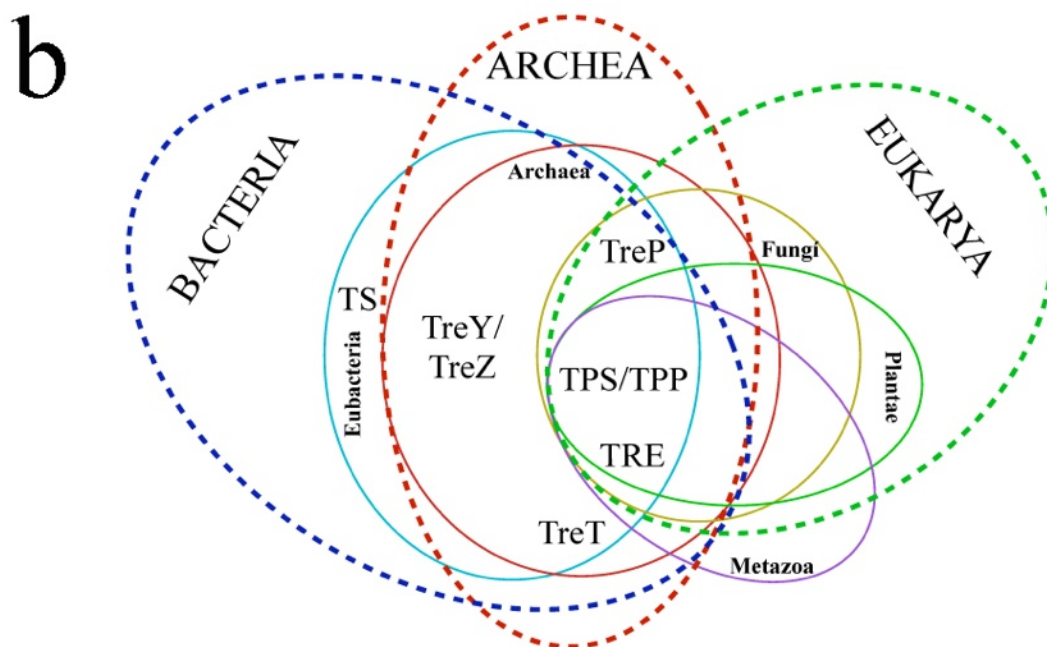 b
ARCHEA
BACTERIA
EUKARYA
Archaea
Fungi
TreP
TS
TreY/
TreZ
Eubacteria
TPS/TPP
Plantae
TRE
TreT
Metazoa